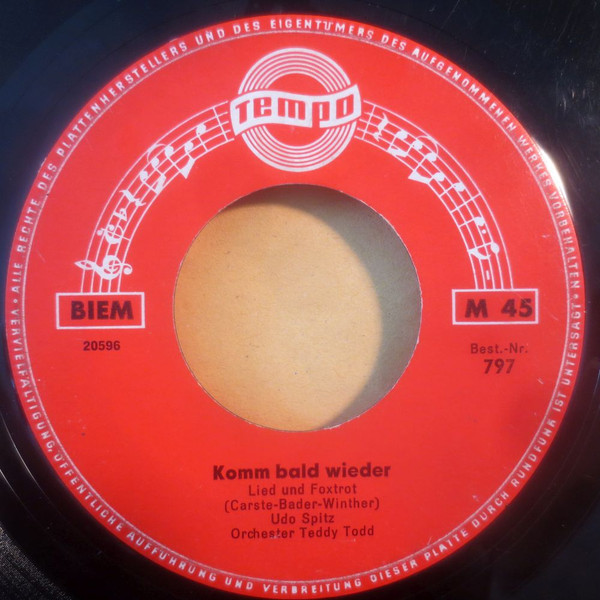 ALLE RECHTE DES PLATTENHERSTELLERS UND DES EIGENTÜMERS DES AUFGENOMMENEN WERKES VORBEHALTEN
VERVIELFÄLTIGUNG, ÖFFENTLICHE AUFFÜHRUNG UND VERBREITUNG DIESER PLATTE DURCH RUNDFUNK IST UNTERSAGT
TEMPO
BIEM
M 45
20596
Best.-Nr.
797
Komm bald wieder
Lied und Foxtrot
(Carste-Bader-Winther)
Udo Spitz
Orchester Teddy Todd